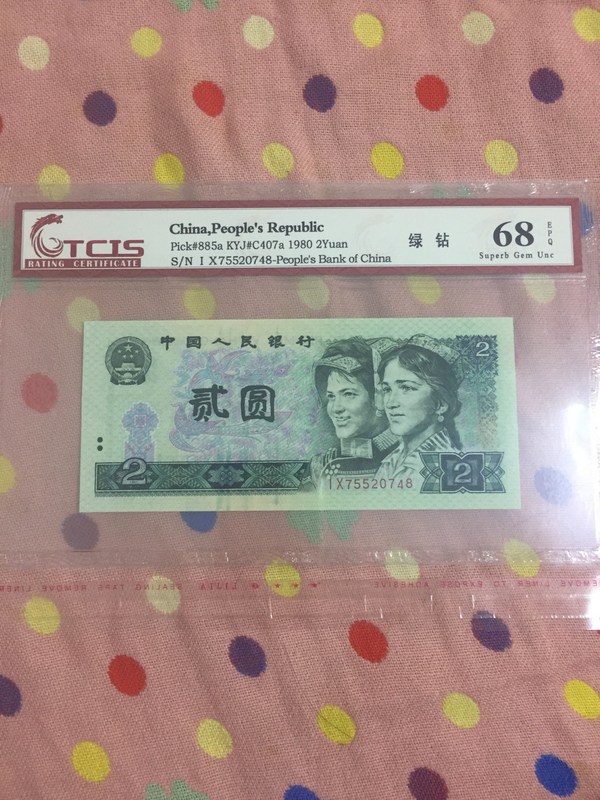 TCIS
RATING CERTIFICATE
China,People's Republic
Pick#885a KYJ#C407a 1980 2Yuan
S/N I X75520748-People's Bank of China
绿 钻
68
EPQ
Superb Gem Unc
中国人民银行
2
贰圆
2
IX75520748
2